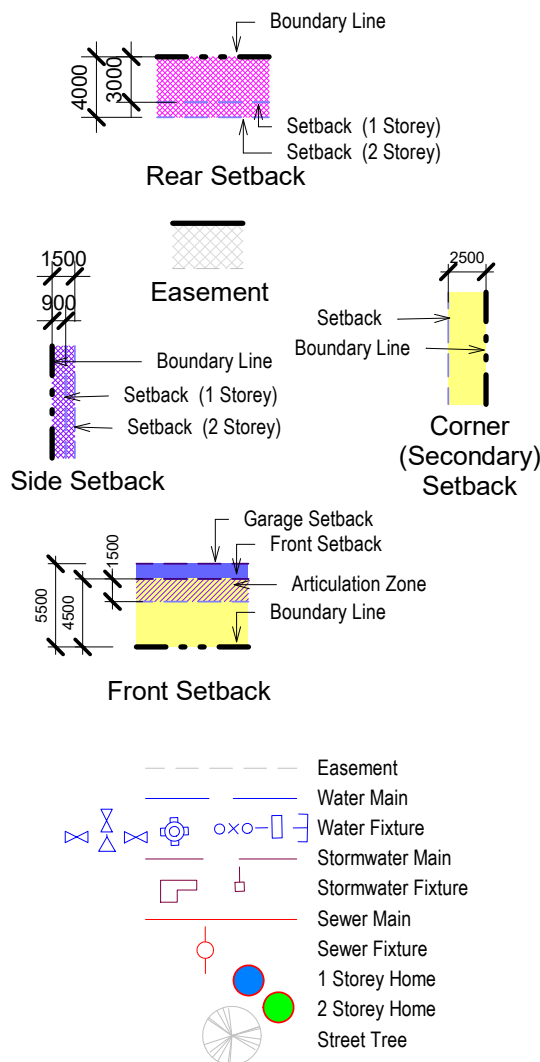 Boundary Line
4000
3000
Setback (1 Storey)
Setback (2 Storey)
Rear Setback
1500
900
Easement
Boundary Line
Setback (1 Storey)
Setback (2 Storey)
Side Setback
2500
Setback
Boundary Line
Corner
(Secondary)
Setback
Garage Setback
Front Setback
Articulation Zone
Boundary Line
5500
4500
1500
Front Setback
Easement
Water Main
Water Fixture
Stormwater Main
Stormwater Fixture
Sewer Main
Sewer Fixture
1 Storey Home
2 Storey Home
Street Tree